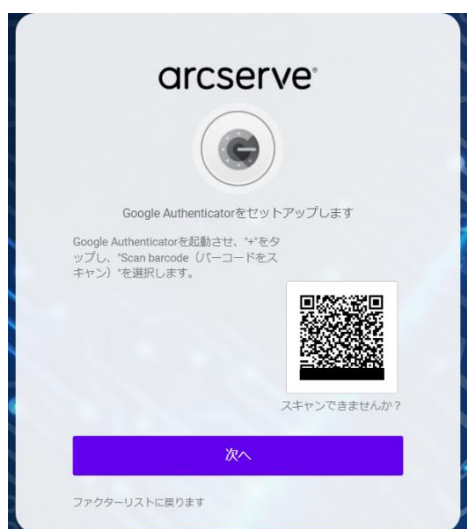 arcserve®
Google Authenticatorをセットアップします
Google Authenticatorを起動させ、"+"をタ
ップし、"Scan barcode（バーコードをス
キャン）"を選択します。
スキャンできませんか？
次へ
ファクターリストに戻ります